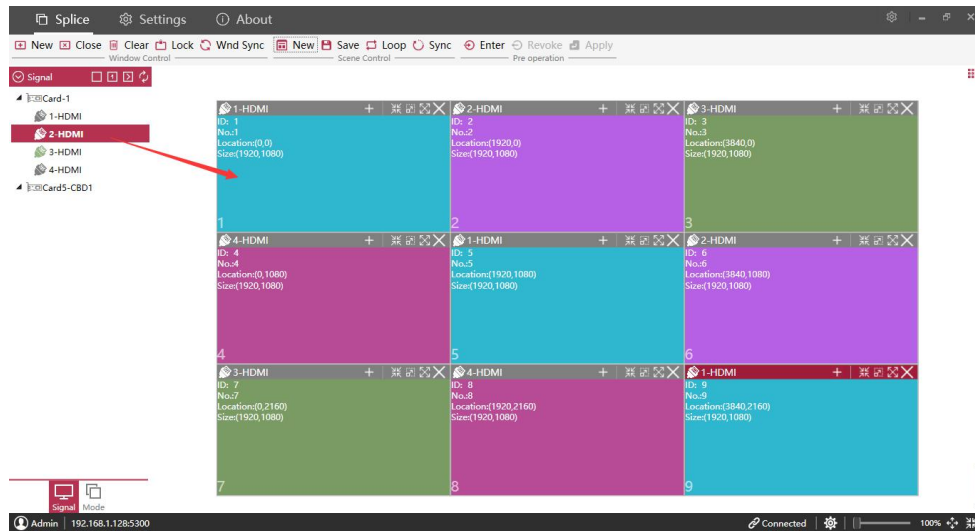 Splice Settings About
New Close Clear Lock Wnd Sync New Save Loop Sync Enter Revoke Apply
Window Control Scene Control Pre operation
Signal
Card-1
1-HDMI
2-HDMI
3-HDMI
4-HDMI
Card5-CBD1
1-HDMI
ID: 1
No.:1
Location:(0,0)
Size:(1920,1080)
1
2-HDMI
ID: 2
No.:2
Location:(1920,0)
Size:(1920,1080)
2
3-HDMI
ID: 3
No.:3
Location:(3840,0)
Size:(1920,1080)
3
4-HDMI
ID: 4
No.:4
Location:(0,1080)
Size:(1920,1080)
4
1-HDMI
ID: 5
No.:5
Location:(1920,1080)
Size:(1920,1080)
5
2-HDMI
ID: 6
No.:6
Location:(3840,1080)
Size:(1920,1080)
6
3-HDMI
ID: 7
No.:7
Location:(0,2160)
Size:(1920,1080)
7
4-HDMI
ID: 8
No.:8
Location:(1920,2160)
Size:(1920,1080)
8
1-HDMI
ID: 9
No.:9
Location:(3840,2160)
Size:(1920,1080)
9
Signal Mode
Admin 192.168.1.128:5300 Connected 100%